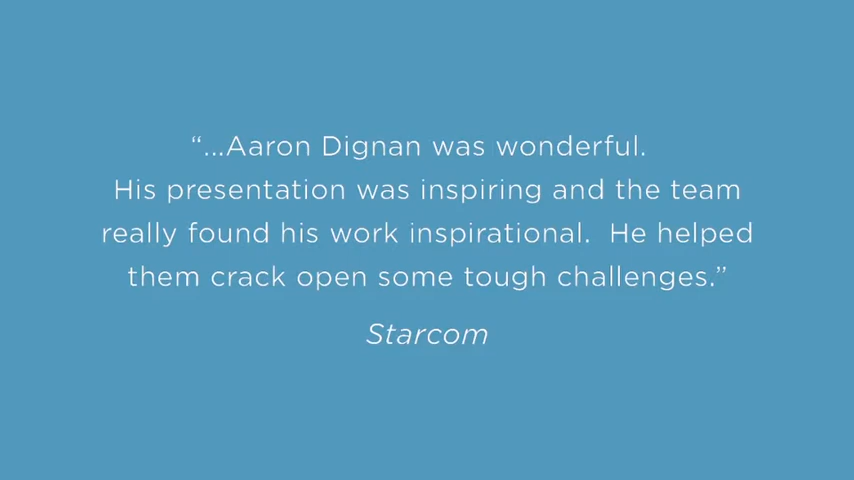 “...Aaron Dignan was wonderful.
His presentation was inspiring and the team
really found his work inspirational.  He helped
them crack open some tough challenges.”
Starcom